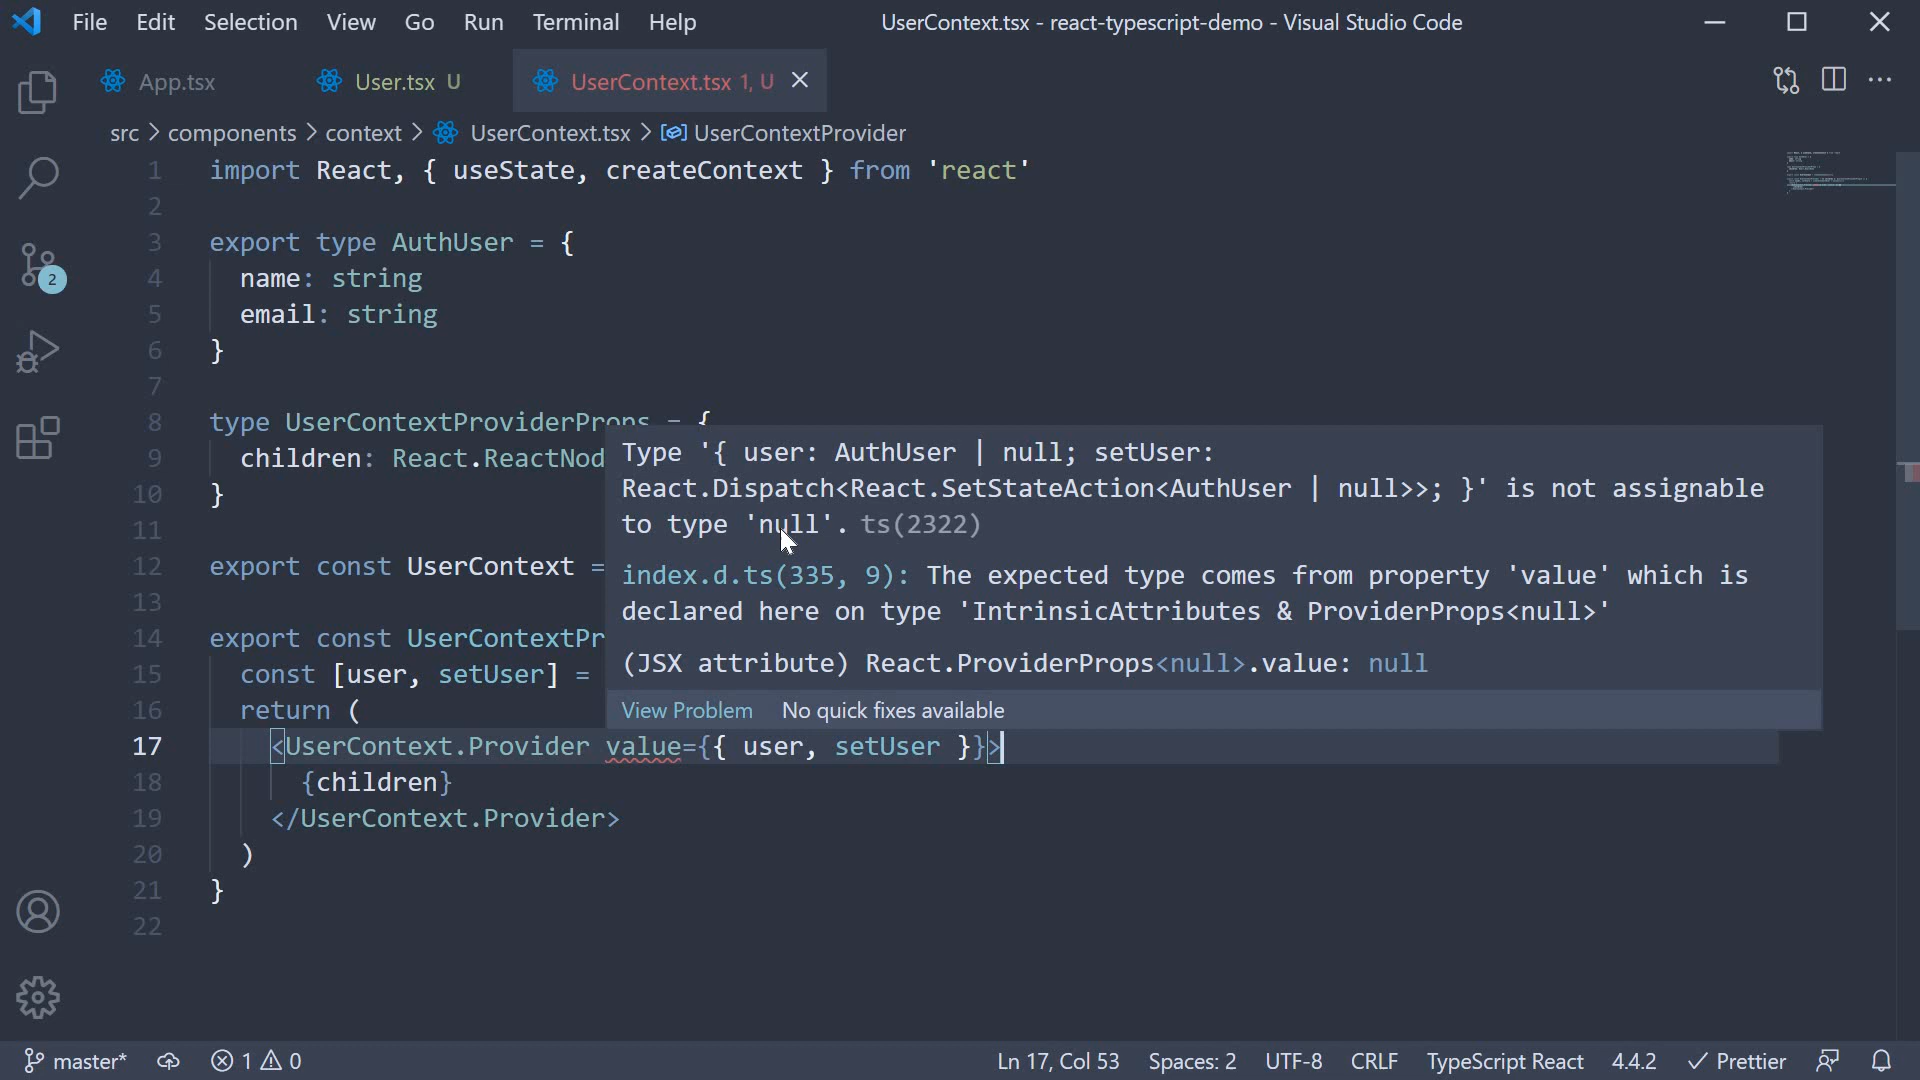 File Edit Selection View Go Run Terminal Help UserContext.tsx - react-typescript-demo - Visual Studio Code
App.tsx User.tsx U UserContext.tsx 1, U
src > components > context > UserContext.tsx > UserContextProvider
1 import React, { useState, createContext } from 'react'
2
3 export type AuthUser = {
4 name: string
5 email: string
6 }
7
8 type UserContextProviderProps = {
9 children: React.ReactNod
10 }
11
12 export const UserContext =
13
14 export const UserContextPr
15 const [user, setUser] =
16 return (
17 <UserContext.Provider value={{ user, setUser }}>
18 {children}
19 </UserContext.Provider>
20 )
21 }
22
Type '{ user: AuthUser | null; setUser:
React.Dispatch<React.SetStateAction<AuthUser | null>>; }' is not assignable
to type 'null'. ts(2322)
index.d.ts(335, 9): The expected type comes from property 'value' which is
declared here on type 'IntrinsicAttributes & ProviderProps<null>'
(JSX attribute) React.ProviderProps<null>.value: null
View Problem No quick fixes available
2
master* 1 0 Ln 17, Col 53 Spaces: 2 UTF-8 CRLF TypeScript React 4.4.2 Prettier